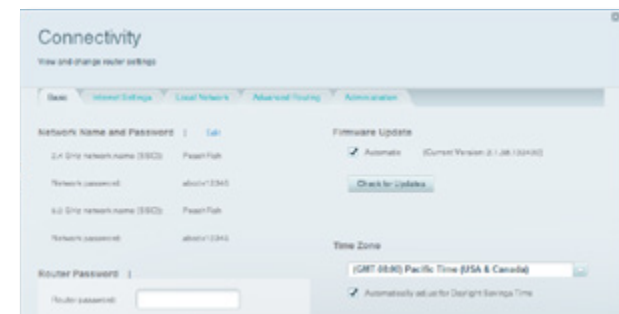 Connectivity
View and change router settings
Basic
Internet Settings
Local Network
Advanced Routing
Administration
Network Name and Password | Edit
2.4 GHz network name (SSID):
Network password:
5.0 GHz network name (SSID):
Network password:
Router Password |
Router password:
Firmware Update
Automatic
Check for Updates
Time Zone
(GMT-08:00) Pacific Time (USA & Canada)
Automatically adjust for Daylight Savings Time